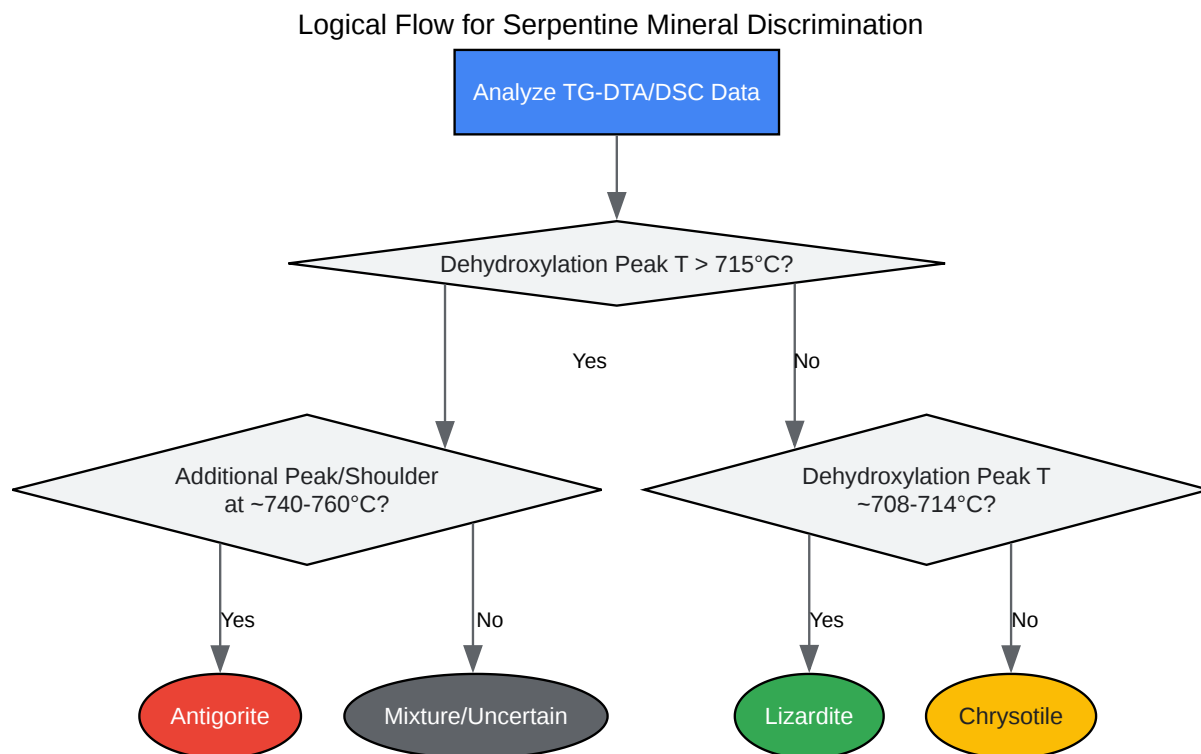 Logical Flow for Serpentine Mineral Discrimination
Analyze TG-DTA/DSC Data
Dehydroxylation Peak T > 715°C?
Yes
No
Additional Peak/Shoulder
at ~740-760°C?
Dehydroxylation Peak T
~708-714°C?
Yes
No
Yes
No
Antigorite
Mixture/Uncertain
Lizardite
Chrysotile